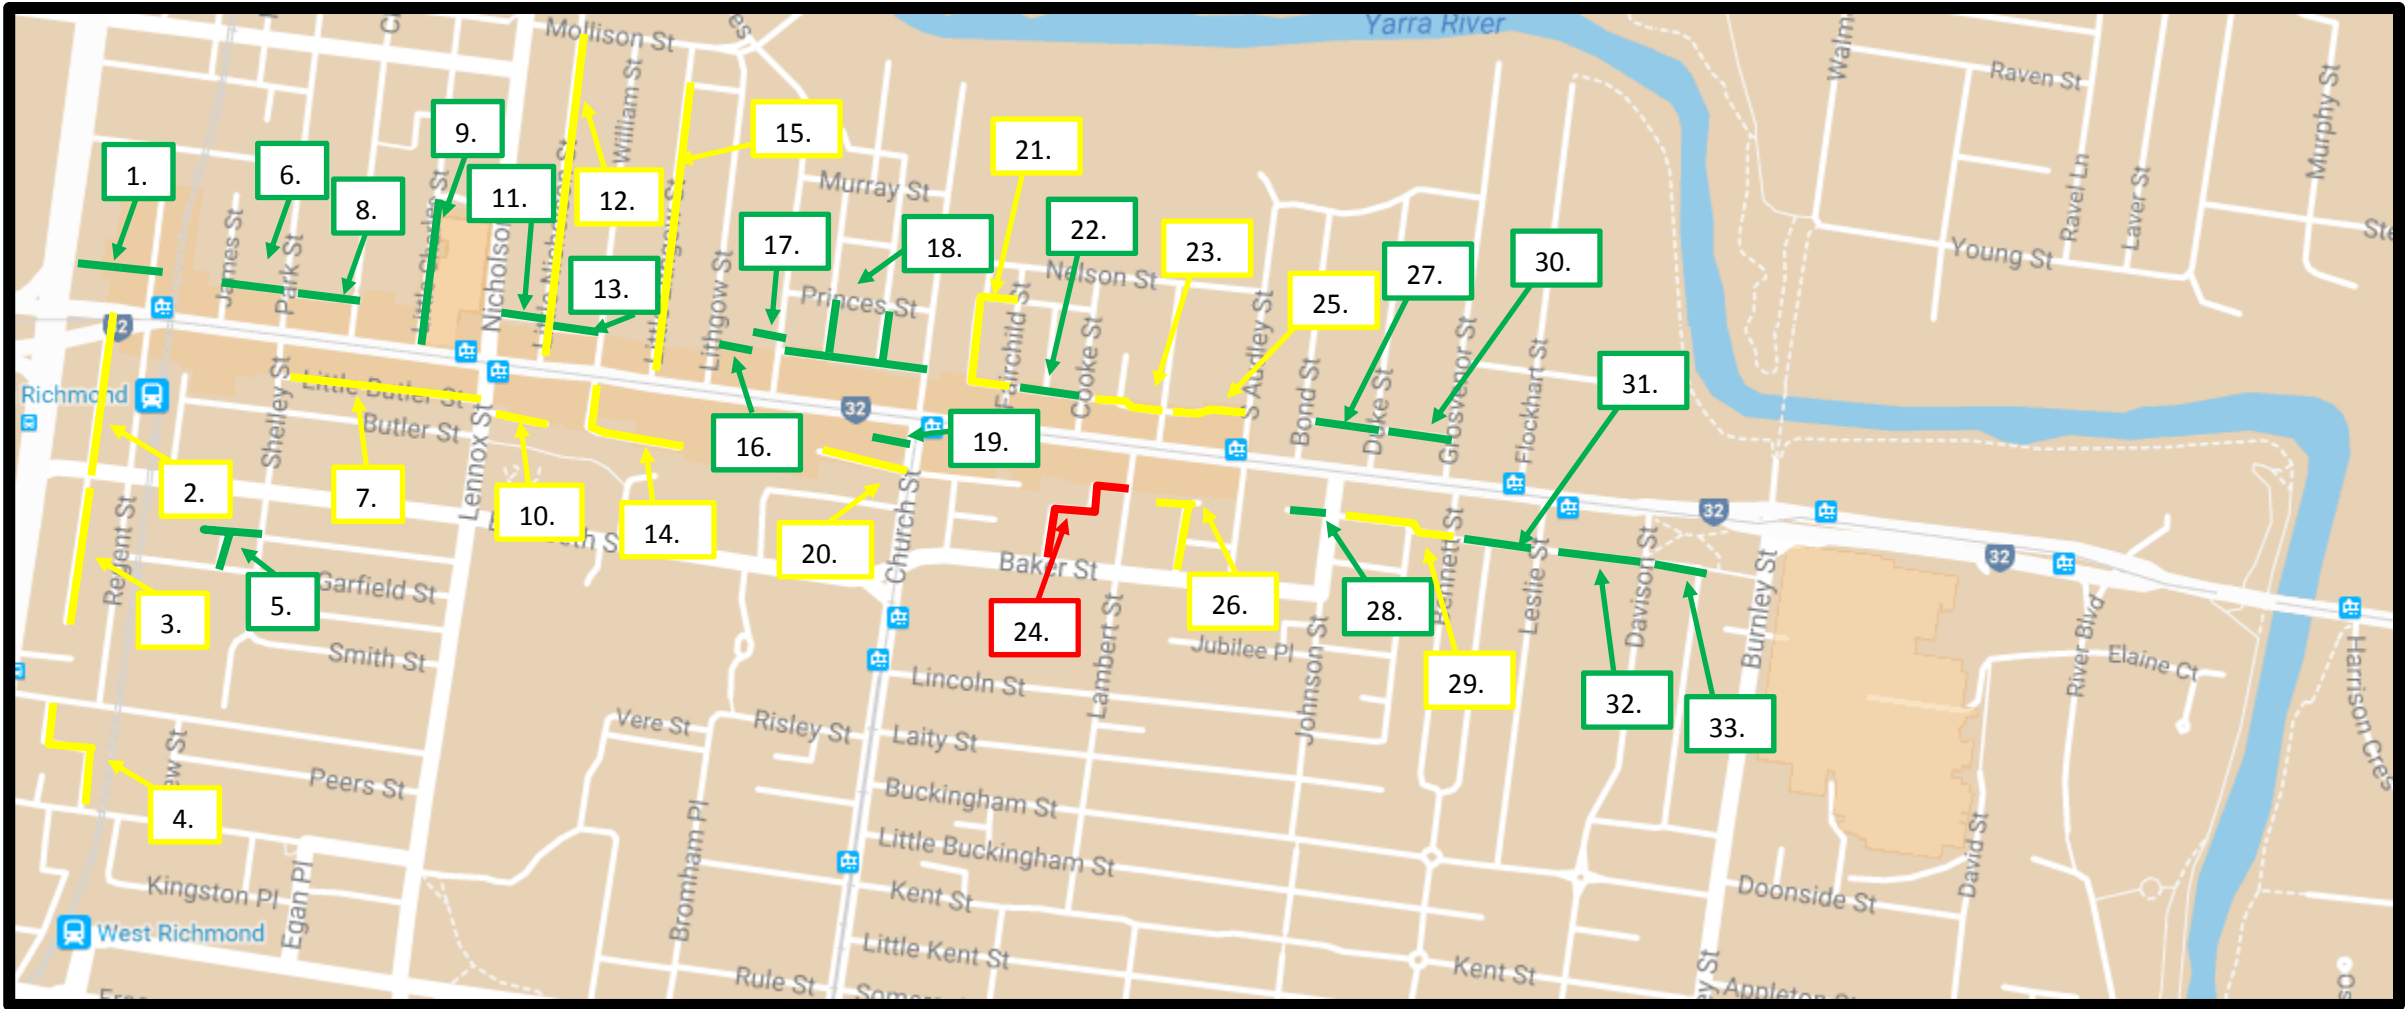 Yarra River
Mollison St
William St
Raven St
Murphy St
9.
15.
1.
6.
8.
11.
12.
21.
Murray St
Ravel Ln
Laver St
James St
Park St
Little Charles St
Nicholson
Lithgow St
17.
18.
22.
23.
Nelson St
27.
30.
Young St
13.
Princes St
Fairchild St
Cooke St
S Audley St
25.
32
Richmond
Little Butler St
Butler St
Shelley St
Lennox St
32
16.
19.
Bond St
Duke St
Grosvenor St
Flockhart St
31.
2.
7.
10.
14.
20.
Church St
32
32
Regent St
3.
5.
Garfield St
Smith St
Baker St
24.
26.
28.
29.
Bennett St
Leslie St
Davison St
Burnley St
Lambert St
Jubilee Pl
Johnson St
32.
33.
River Blvd
Elaine Ct
Harrison Cres
Lincoln St
Vere St
Risley St
Laity St
4.
Peers St
Buckingham St
Little Buckingham St
Bromham Pl
Kingston Pl
Egan Pl
Kent St
Doonside St
David St
West Richmond
Little Kent St
Rule St
Kent St
Appleton